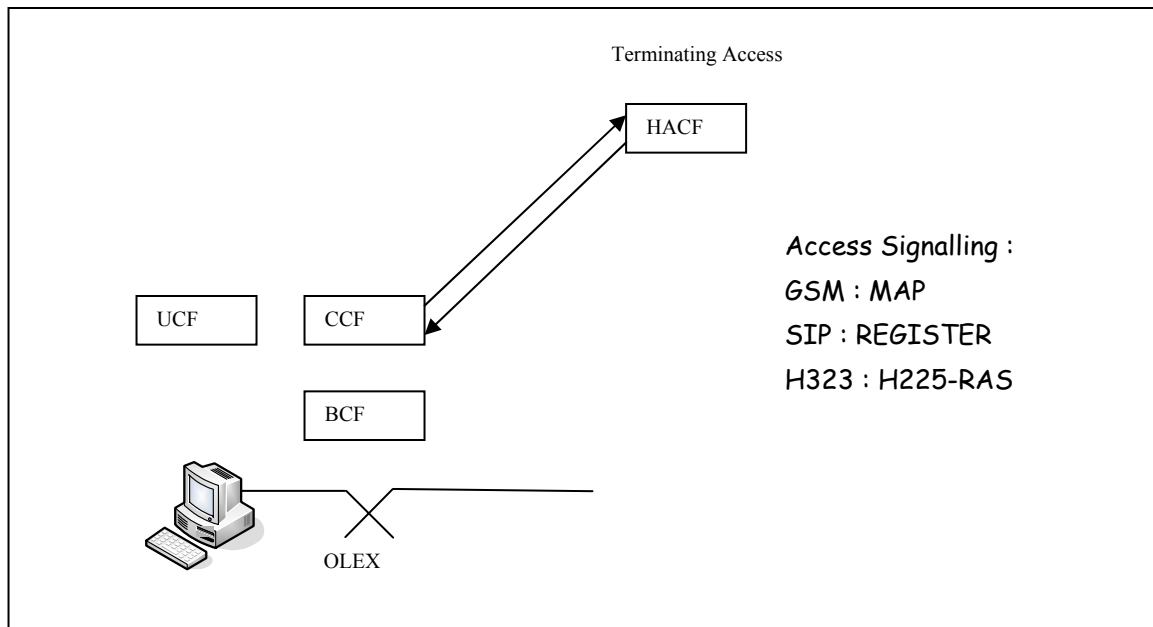 Terminating Access
HACF
Access Signalling :
GSM : MAP
SIP : REGISTER
H323 : H225-RAS
UCF
CCF
BCF
OLEX